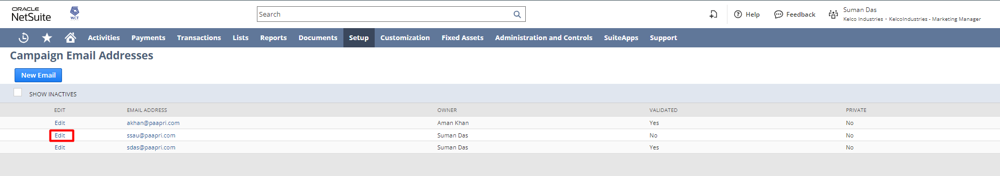 ORACLE
NetSuite
WCT
Search
Help
Feedback
Suman Das
Kelco Industries - KelcoIndustries - Marketing Manager
Activities Payments Transactions Lists Reports Documents Setup Customization Fixed Assets Administration and Controls SuiteApps Support
Campaign Email Addresses
New Email
SHOW INACTIVES
EDIT EMAIL ADDRESS OWNER VALIDATED PRIVATE
Edit akhan@paapri.com Aman Khan Yes No
Edit ssau@paapri.com Suman Das No No
Edit sdas@paapri.com Suman Das Yes No